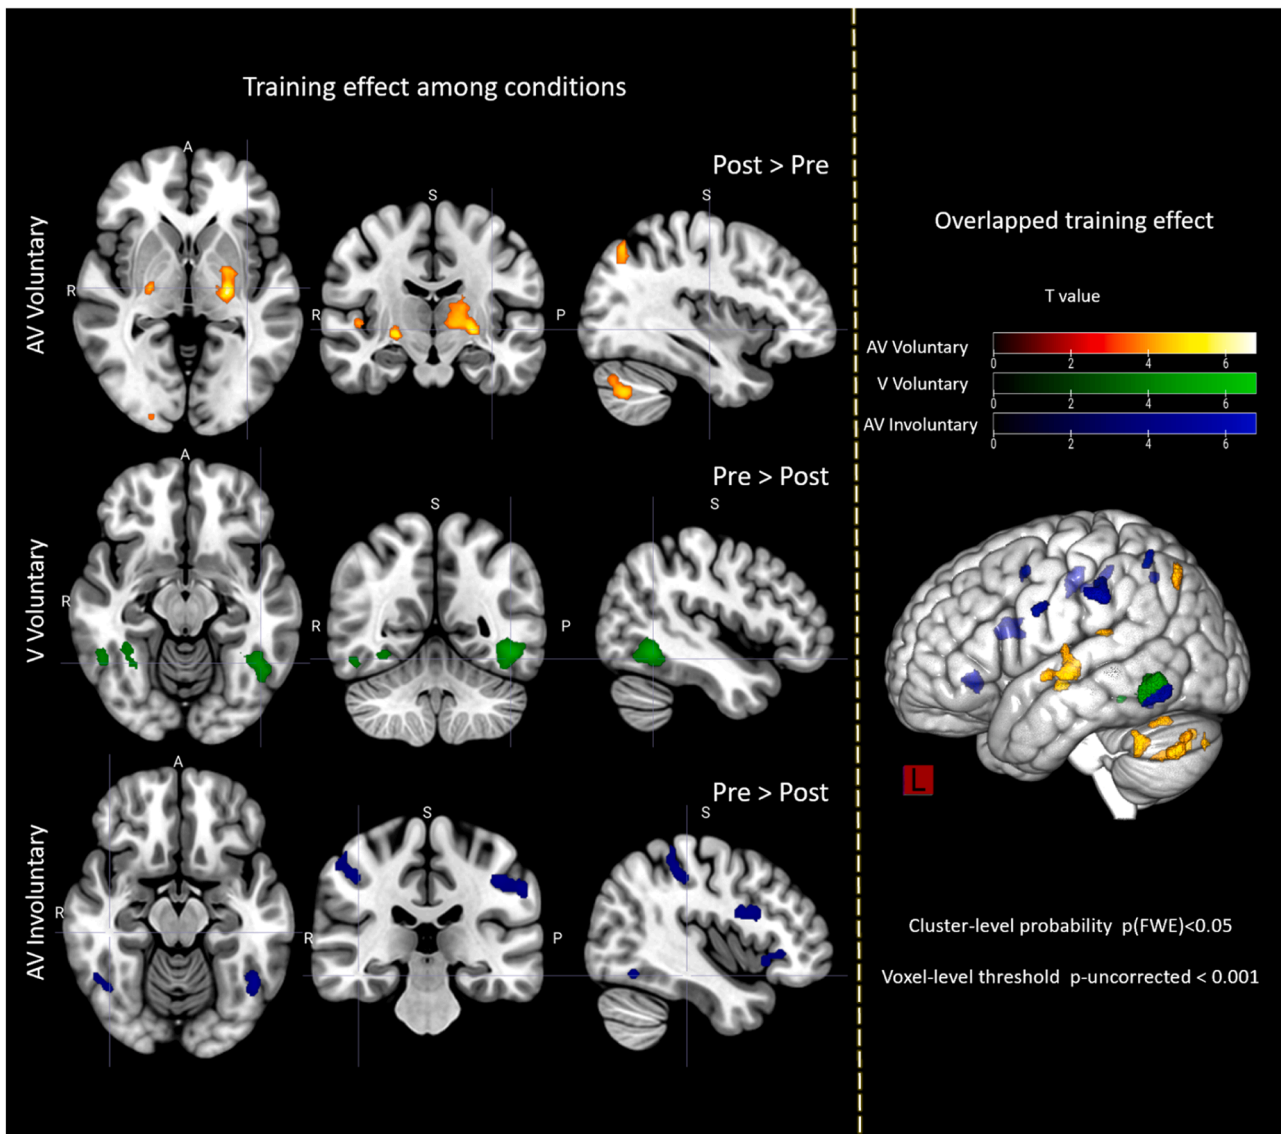 Training effect among conditions
AV Voluntary
Post > Pre
A
R
S
R
S
P
V Voluntary
Pre > Post
A
R
S
R
S
P
AV Involuntary
Pre > Post
A
R
S
R
S
P
Overlapped training effect
T value
AV Voluntary
0 2 4 6
V Voluntary
0 2 4 6
AV Involuntary
0 2 4 6
L
Cluster-level probability p(FWE)<0.05
Voxel-level threshold p-uncorrected < 0.001